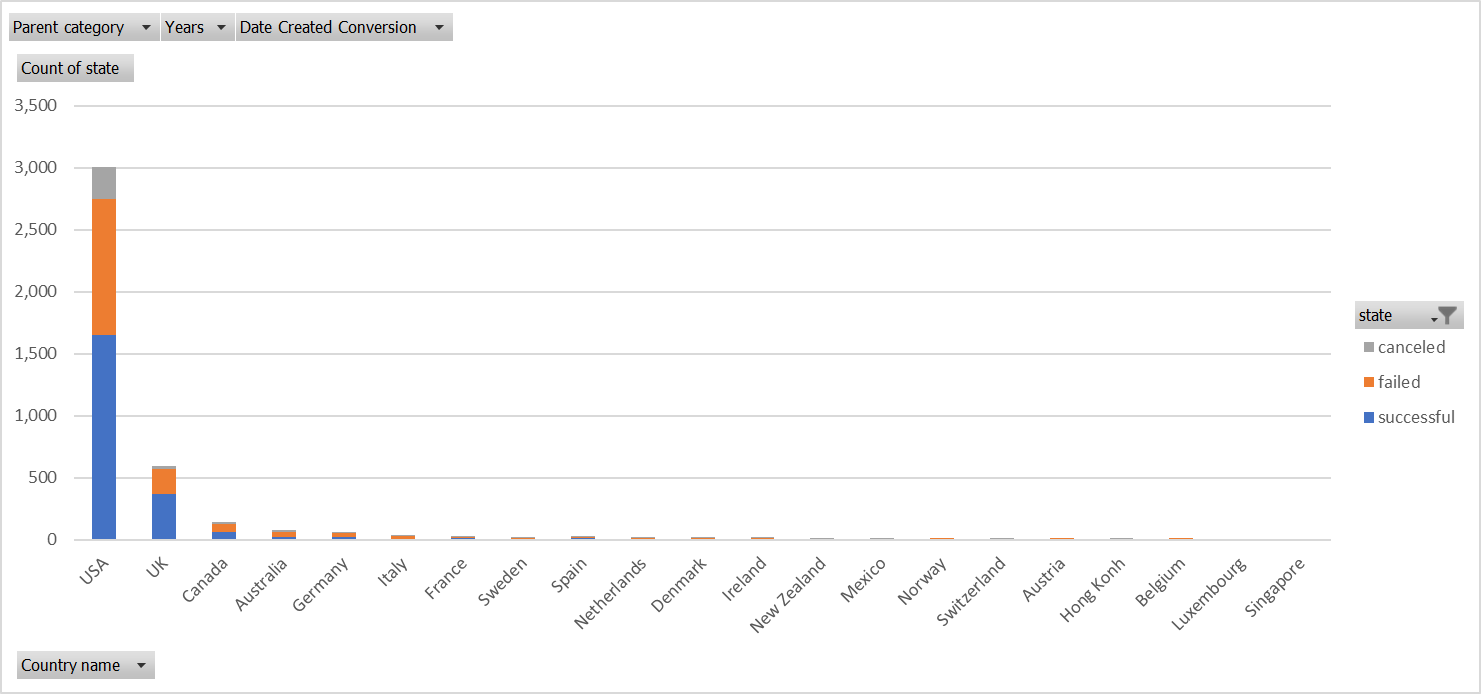 Parent category Years Date Created Conversion
Count of state
3,500
3,000
2,500
2,000
1,500
1,000
500
0
USA UK Canada Australia Germany Italy France Sweden Spain Netherlands Denmark Ireland New Zealand Mexico Norway Switzerland Austria Hong Konh Belgium Luxembourg Singapore
state
canceled
failed
successful
Country name